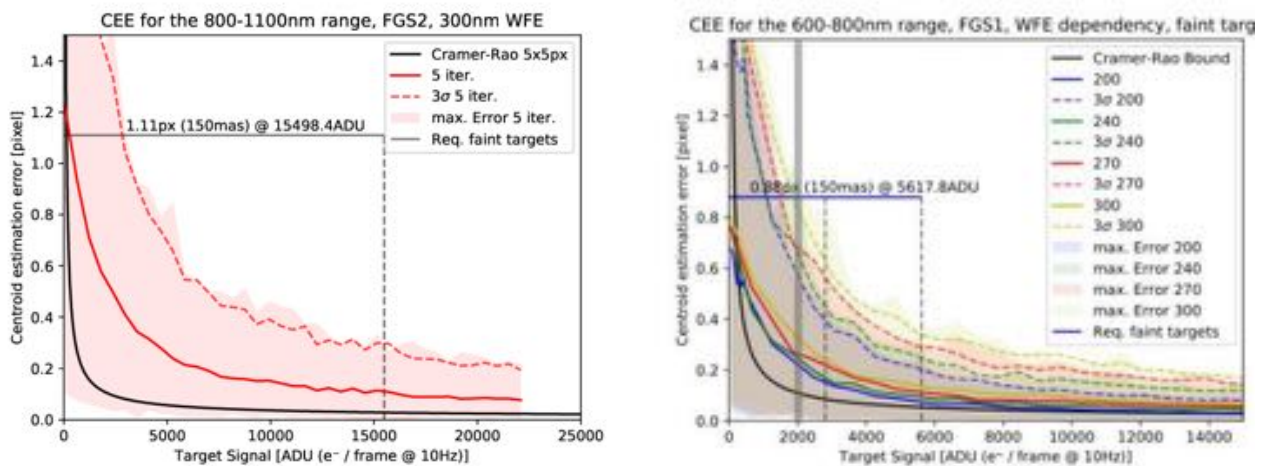 CEE for the 800-1100nm range, FGS2, 300nm WFE
1.4
1.2
1.0
0.8
0.6
0.4
0.2
0.0
Centroid estimation error [pixel]
Cramer-Rao 5x5px
5 iter.
3σ 5 iter.
max. Error 5 iter.
Req. faint targets
1.11px (150mas) @ 15498.4ADU
0
5000
10000
15000
20000
25000
Target Signal [ADU (e⁻ / frame @ 10Hz)]
CEE for the 600-800nm range, FGS1, WFE dependency, faint targ
1.4
1.2
1.0
0.8
0.6
0.4
0.2
0.0
Centroid estimation error [pixel]
Cramer-Rao Bound
200
3σ 200
240
3σ 240
270
3σ 270
300
3σ 300
max. Error 200
max. Error 240
max. Error 270
max. Error 300
Req. faint targets
0.88px (150mas) @ 5617.8ADU
0
2000
4000
6000
8000
10000
12000
14000
Target Signal [ADU (e⁻ / frame @ 10Hz)]